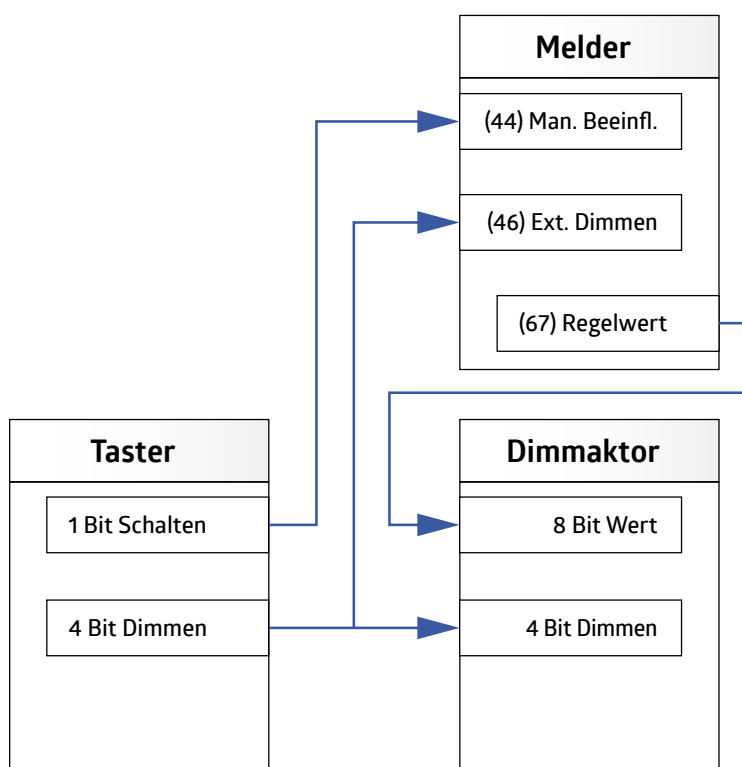 Melder
(44) Man. Beeinfl.
(46) Ext. Dimmen
(67) Regelwert
Taster
1 Bit Schalten
4 Bit Dimmen
Dimmaktor
8 Bit Wert
4 Bit Dimmen